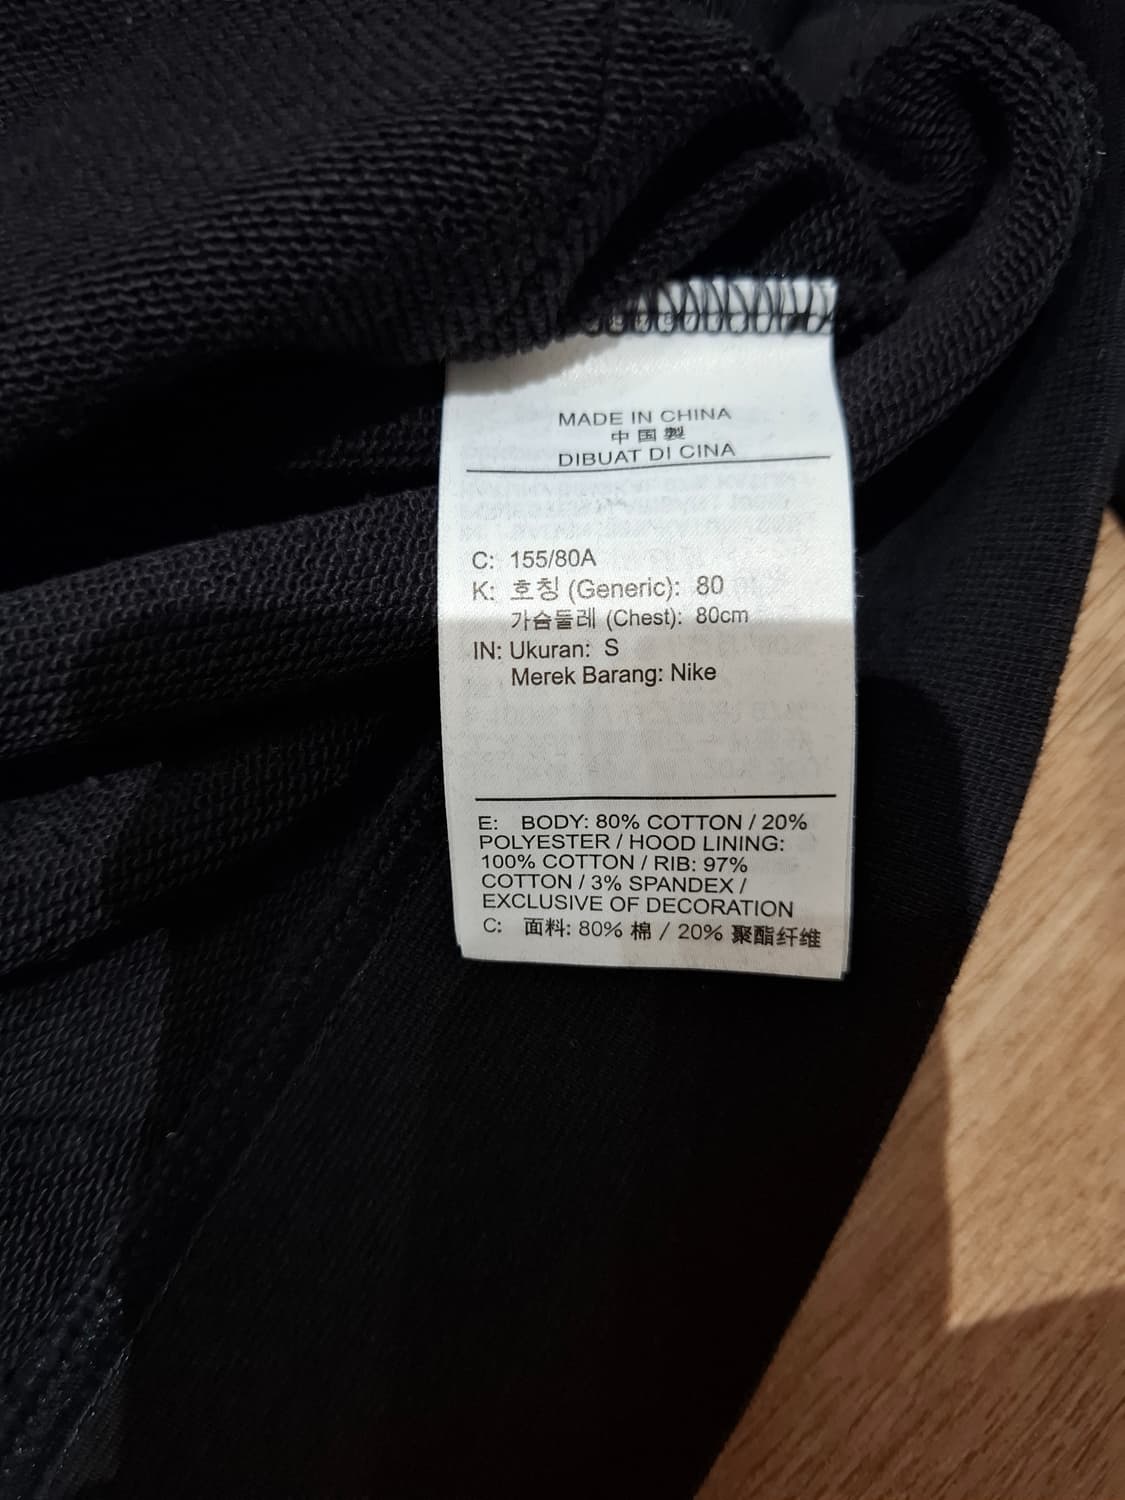 MADE IN CHINA
中国製
DIBUAT DI CINA
C: 155/80A
K: 호칭 (Generic): 80
가슴둘레 (Chest): 80cm
IN: Ukuran: S
Merek Barang: Nike
E: BODY: 80% COTTON / 20%
POLYESTER / HOOD LINING:
100% COTTON / RIB: 97%
COTTON / 3% SPANDEX /
EXCLUSIVE OF DECORATION
C: 面料: 80% 棉 / 20% 聚酯纤维